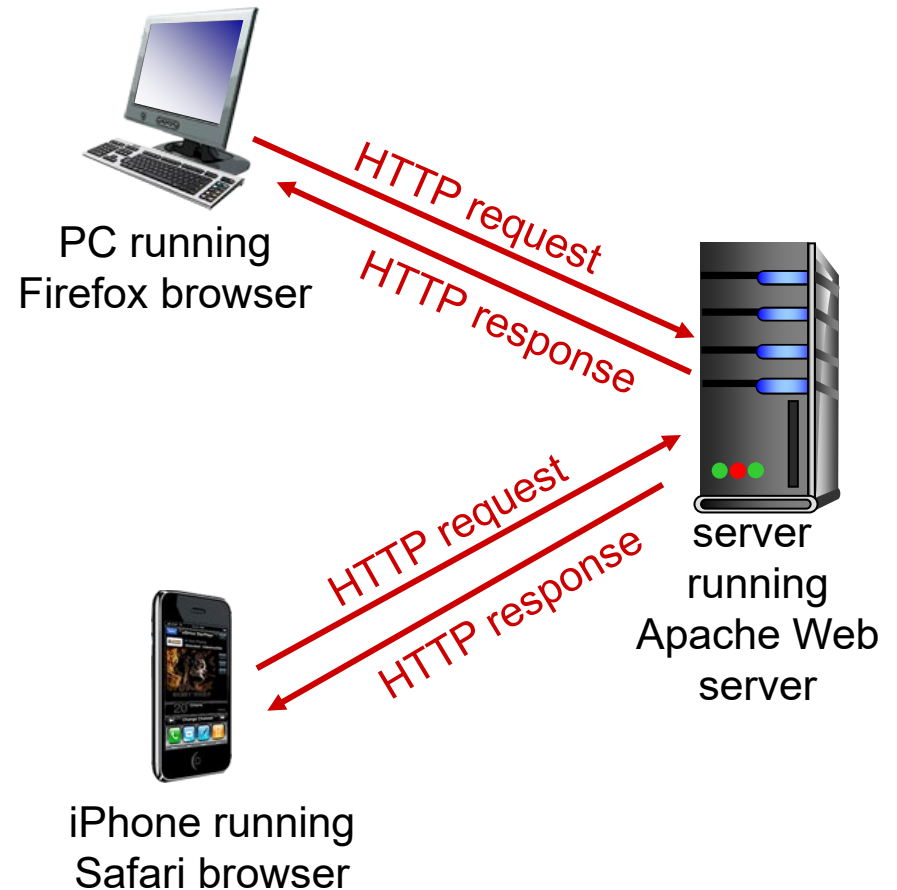 HTTP request
HTTP response
PC running
Firefox browser
HTTP request
HTTP response
server
running
Apache Web
server
iPhone running
Safari browser